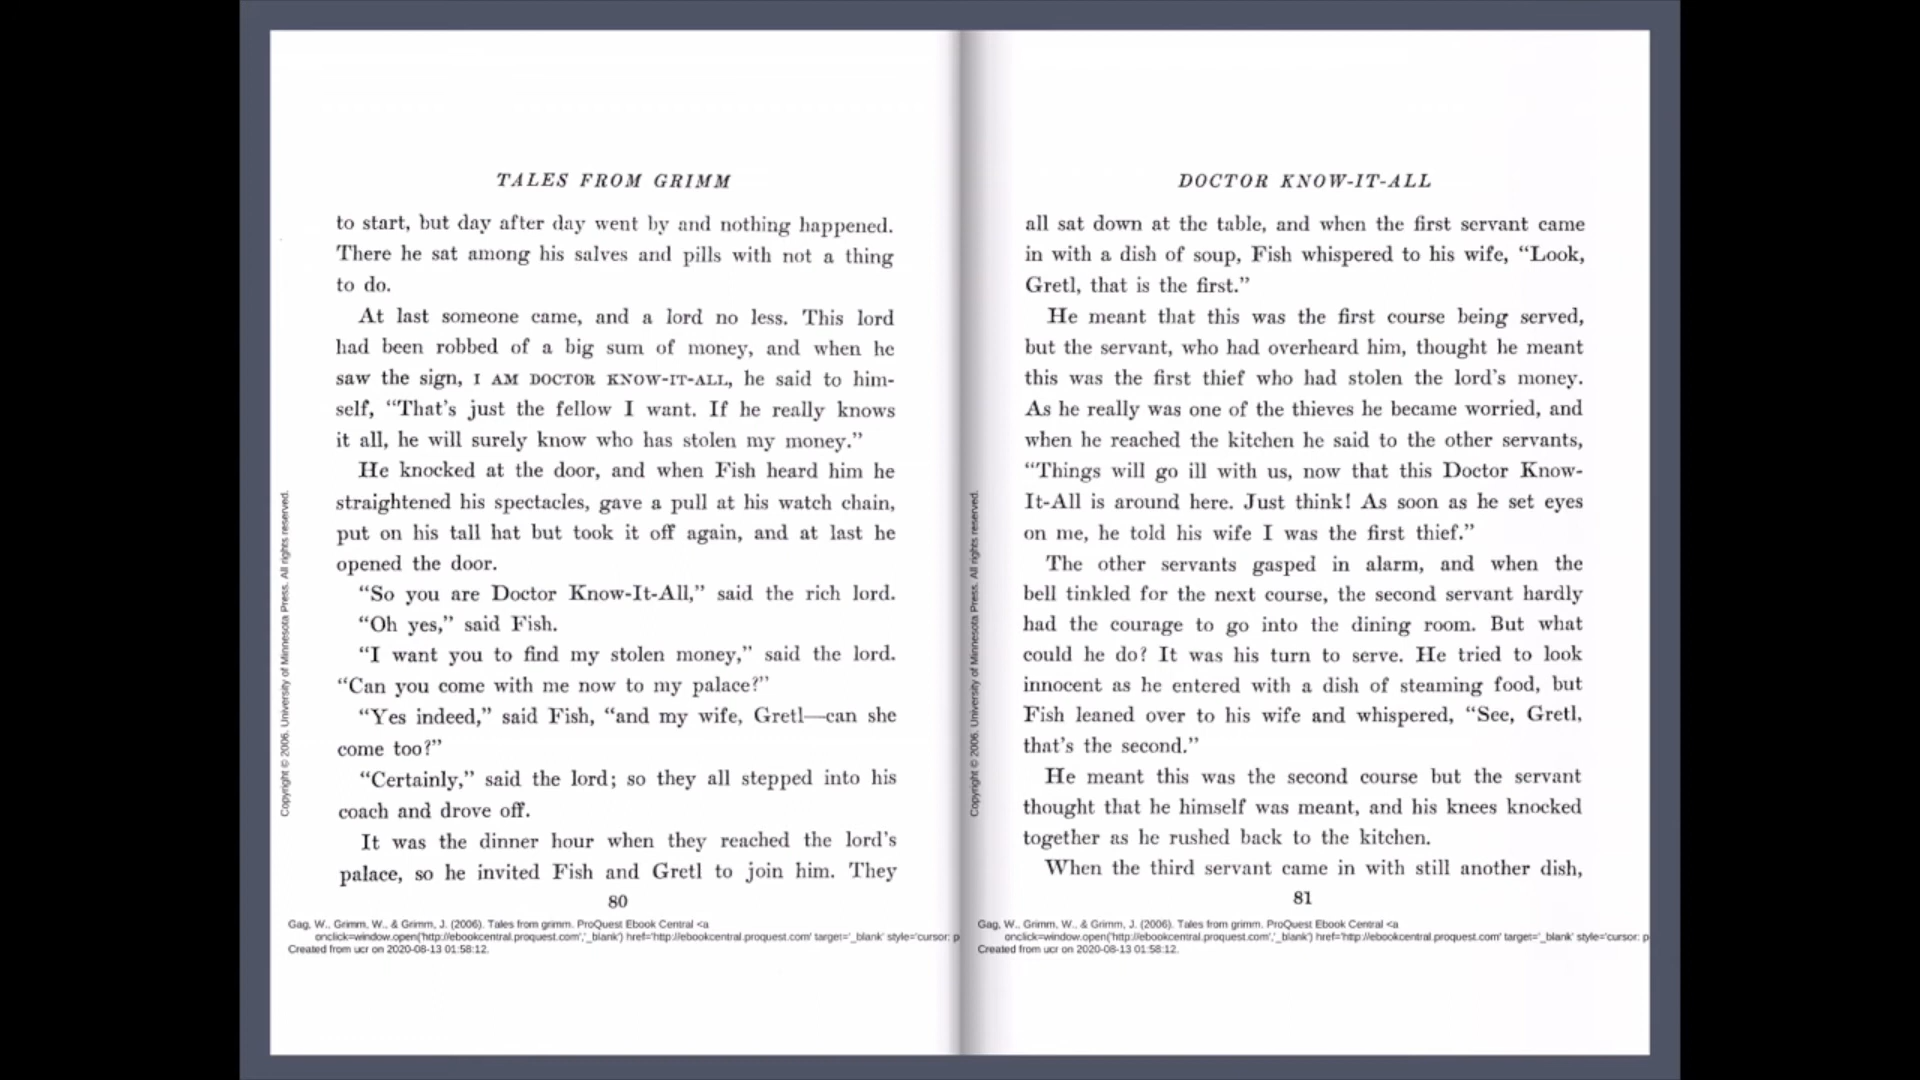 TALES FROM GRIMM
to start, but day after day went by and nothing happened.
There he sat among his salves and pills with not a thing
to do.
At last someone came, and a lord no less. This lord
had been robbed of a big sum of money, and when he
saw the sign, I AM DOCTOR KNOW-IT-ALL, he said to him-
self, “That’s just the fellow I want. If he really knows
it all, he will surely know who has stolen my money.”
He knocked at the door, and when Fish heard him he
straightened his spectacles, gave a pull at his watch chain,
put on his tall hat but took it off again, and at last he
opened the door.
“So you are Doctor Know-It-All,” said the rich lord.
“Oh yes,” said Fish.
“I want you to find my stolen money,” said the lord.
“Can you come with me now to my palace?”
“Yes indeed,” said Fish, “and my wife, Gretl—can she
come too?”
“Certainly,” said the lord; so they all stepped into his
coach and drove off.
It was the dinner hour when they reached the lord’s
palace, so he invited Fish and Gretl to join him. They
80
Copyright © 2006. University of Minnesota Press. All rights reserved.
Gag, W., Grimm, W., & Grimm, J. (2006). Tales from grimm. ProQuest Ebook Central <a
onclick=window.open('http://ebookcentral.proquest.com','_blank') href='http://ebookcentral.proquest.com' target='_blank' style='cursor: p
Created from ucr on 2020-08-13 01:58:12.
DOCTOR KNOW-IT-ALL
all sat down at the table, and when the first servant came
in with a dish of soup, Fish whispered to his wife, “Look,
Gretl, that is the first.”
He meant that this was the first course being served,
but the servant, who had overheard him, thought he meant
this was the first thief who had stolen the lord’s money.
As he really was one of the thieves he became worried, and
when he reached the kitchen he said to the other servants,
“Things will go ill with us, now that this Doctor Know-
It-All is around here. Just think! As soon as he set eyes
on me, he told his wife I was the first thief.”
The other servants gasped in alarm, and when the
bell tinkled for the next course, the second servant hardly
had the courage to go into the dining room. But what
could he do? It was his turn to serve. He tried to look
innocent as he entered with a dish of steaming food, but
Fish leaned over to his wife and whispered, “See, Gretl,
that’s the second.”
He meant this was the second course but the servant
thought that he himself was meant, and his knees knocked
together as he rushed back to the kitchen.
When the third servant came in with still another dish,
81
Copyright © 2006. University of Minnesota Press. All rights reserved.
Gag, W., Grimm, W., & Grimm, J. (2006). Tales from grimm. ProQuest Ebook Central <a
onclick=window.open('http://ebookcentral.proquest.com','_blank') href='http://ebookcentral.proquest.com' target='_blank' style='cursor: p
Created from ucr on 2020-08-13 01:58:12.